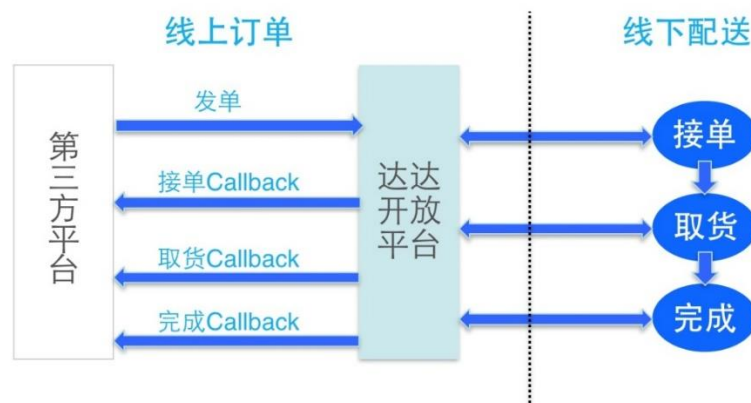 线上订单
线下配送
第三方平台
发单
接单Callback
取货Callback
完成Callback
达达
开放
平台
接单
取货
完成